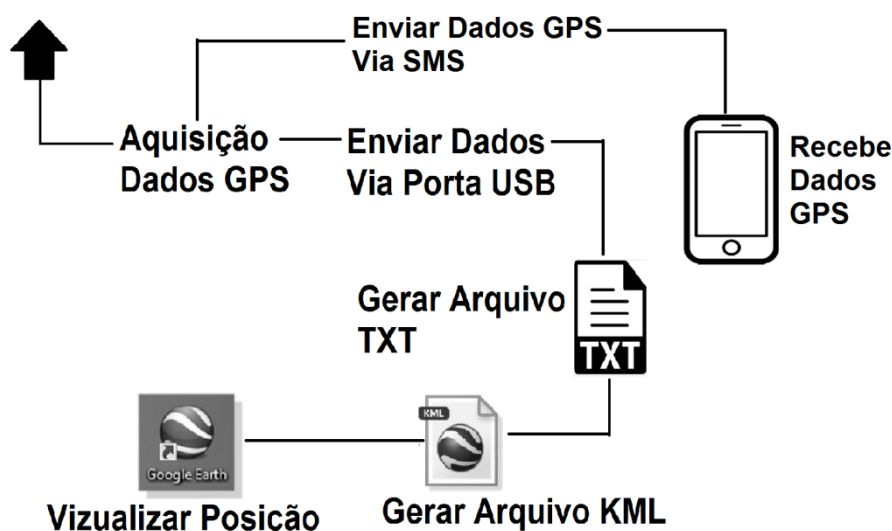 Enviar Dados GPS
Via SMS
Aquisição
Dados GPS
Enviar Dados
Via Porta USB
Recebe
Dados
GPS
Gerar Arquivo
TXT
TXT
KML
Google Earth
Vizualizar Posição
Gerar Arquivo KML